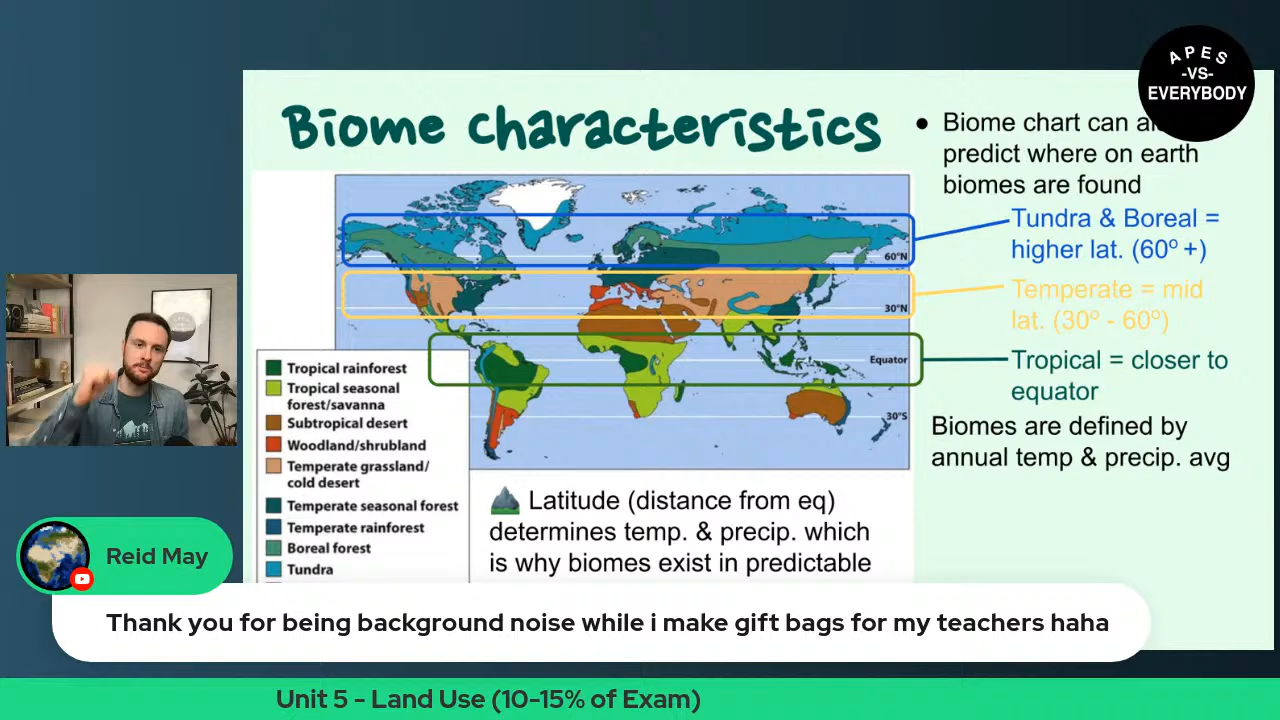 APES
-VS-
EVERYBODY
Biome characteristics
60°N
30°N
Equator
30°S
Tropical rainforest
Tropical seasonal
forest/savanna
Subtropical desert
Woodland/shrubland
Temperate grassland/
cold desert
Temperate seasonal forest
Temperate rainforest
Boreal forest
Tundra
● Biome chart can
predict where on earth
biomes are found
Tundra & Boreal =
higher lat. (60º +)
Temperate = mid
lat. (30º - 60º)
Tropical = closer to
equator
Biomes are defined by
annual temp & precip. avg
Latitude (distance from eq)
determines temp. & precip. which
is why biomes exist in predictable
Reid May
Thank you for being background noise while i make gift bags for my teachers haha
Unit 5 - Land Use (10-15% of Exam)